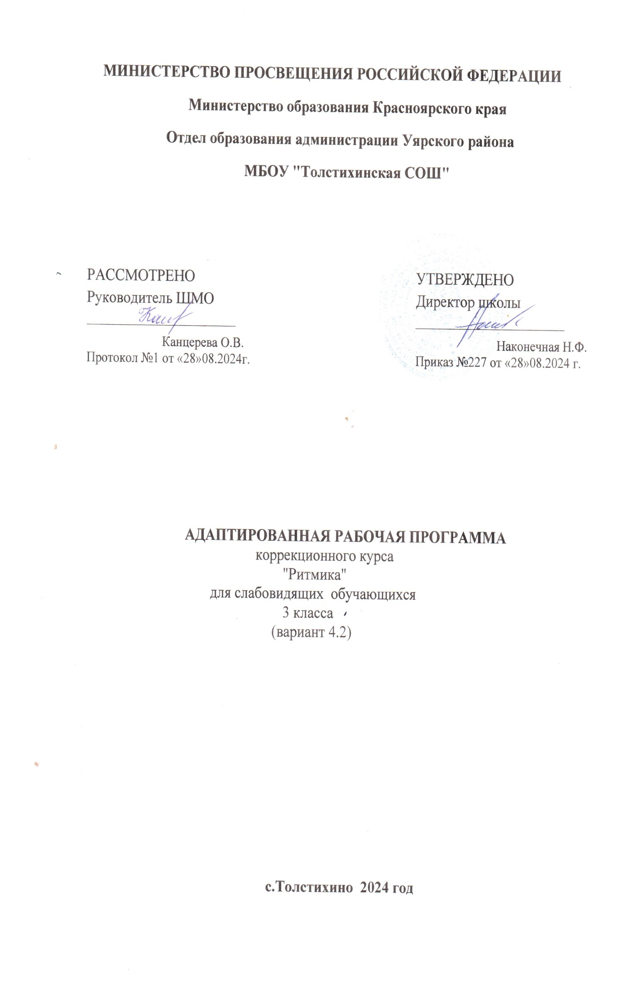 МИНИСТЕРСТВО ПРОСВЕЩЕНИЯ РОССИЙСКОЙ ФЕДЕРАЦИИ
Министерство образования Красноярского края
Отдел образования администрации Уярского района
МБОУ "Толстихинская СОШ"
РАССМОТРЕНО
Руководитель ШМО
Канцерева О.В.
Протокол №1 от «28»08.2024г.
УТВЕРЖДЕНО
Директор школы
Наконечная Н.Ф.
Приказ №227 от «28»08.2024 г.
АДАПТИРОВАННАЯ РАБОЧАЯ ПРОГРАММА
коррекционного курса
"Ритмика"
для слабовидящих  обучающихся
3 класса
(вариант 4.2)
с.Толстихино  2024 год